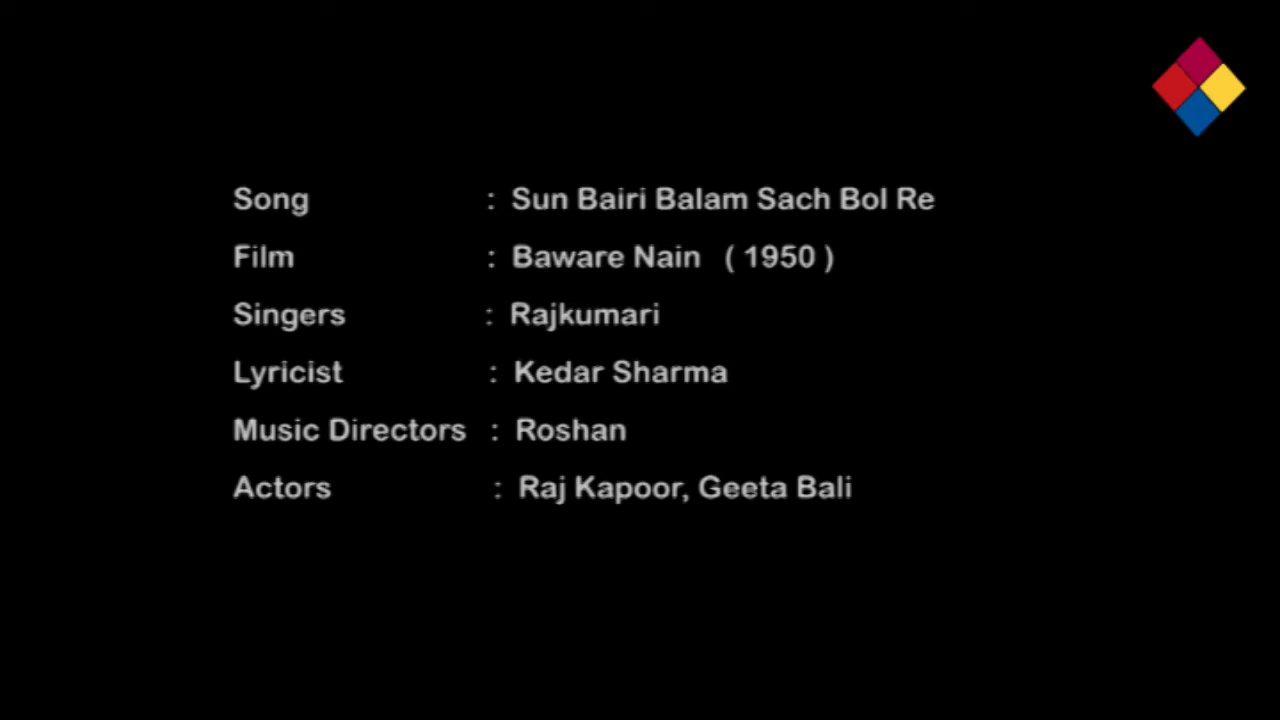 Song : Sun Bairi Balam Sach Bol Re
Film : Baware Nain ( 1950 )
Singers : Rajkumari
Lyricist : Kedar Sharma
Music Directors : Roshan
Actors : Raj Kapoor, Geeta Bali